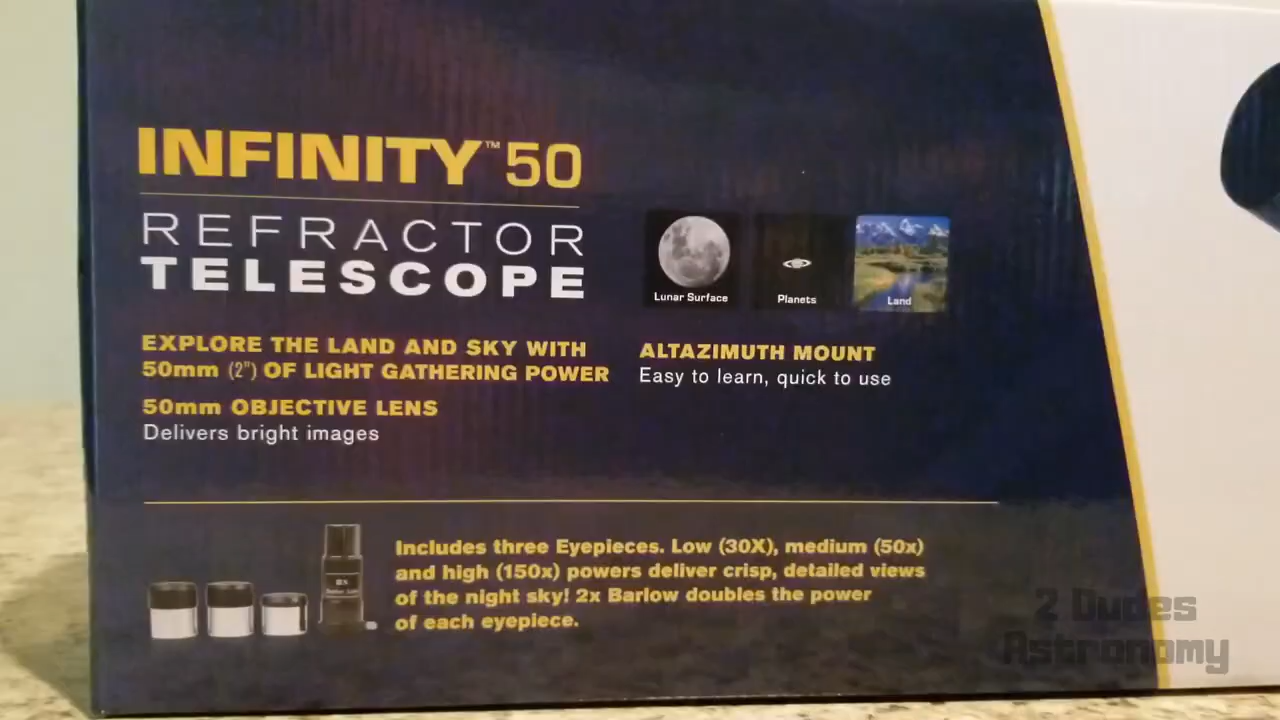 INFINITY™ 50
REFRACTOR
TELESCOPE
EXPLORE THE LAND AND SKY WITH
50mm (2") OF LIGHT GATHERING POWER
50mm OBJECTIVE LENS
Delivers bright images
Lunar Surface
Planets
Land
ALTAZIMUTH MOUNT
Easy to learn, quick to use
Includes three Eyepieces. Low (30X), medium (50x)
and high (150x) powers deliver crisp, detailed views
of the night sky! 2x Barlow doubles the power
of each eyepiece.
2 Dudes
Astronomy